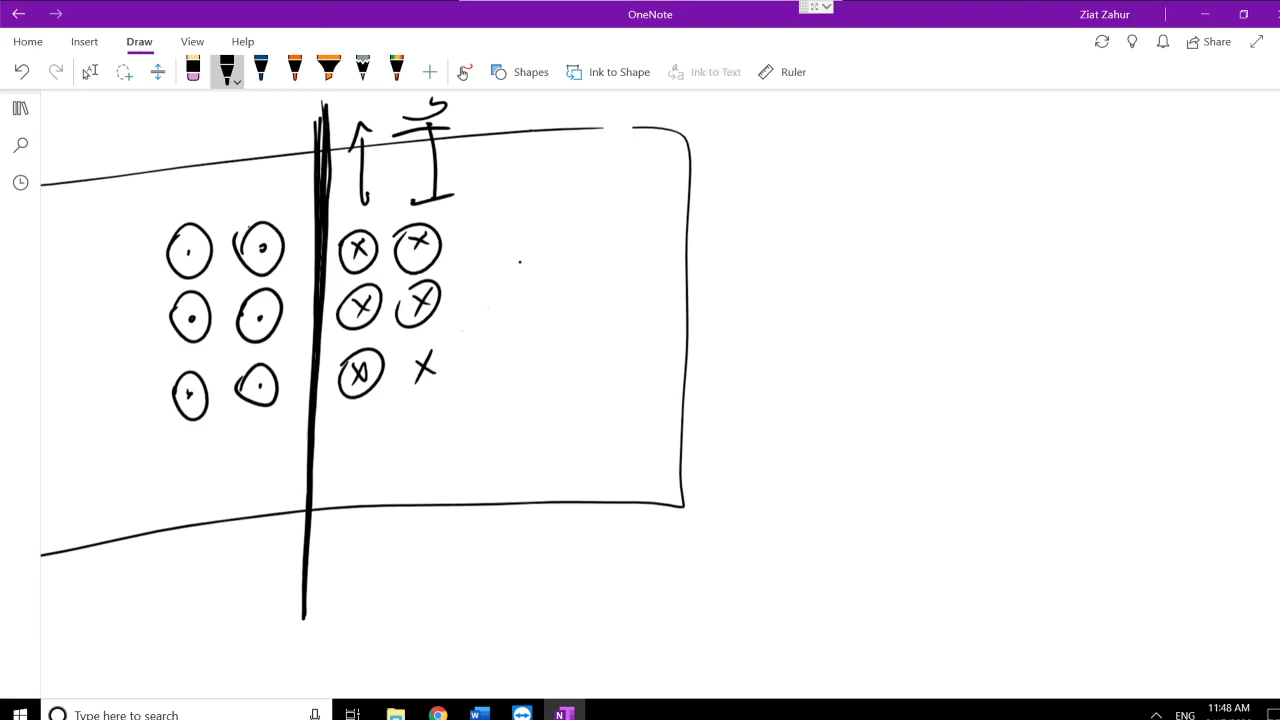 OneNote
Ziat Zahur
Home Insert Draw View Help
Share
Shapes Ink to Shape Ink to Text Ruler
Type here to search
ENG
11:48 AM